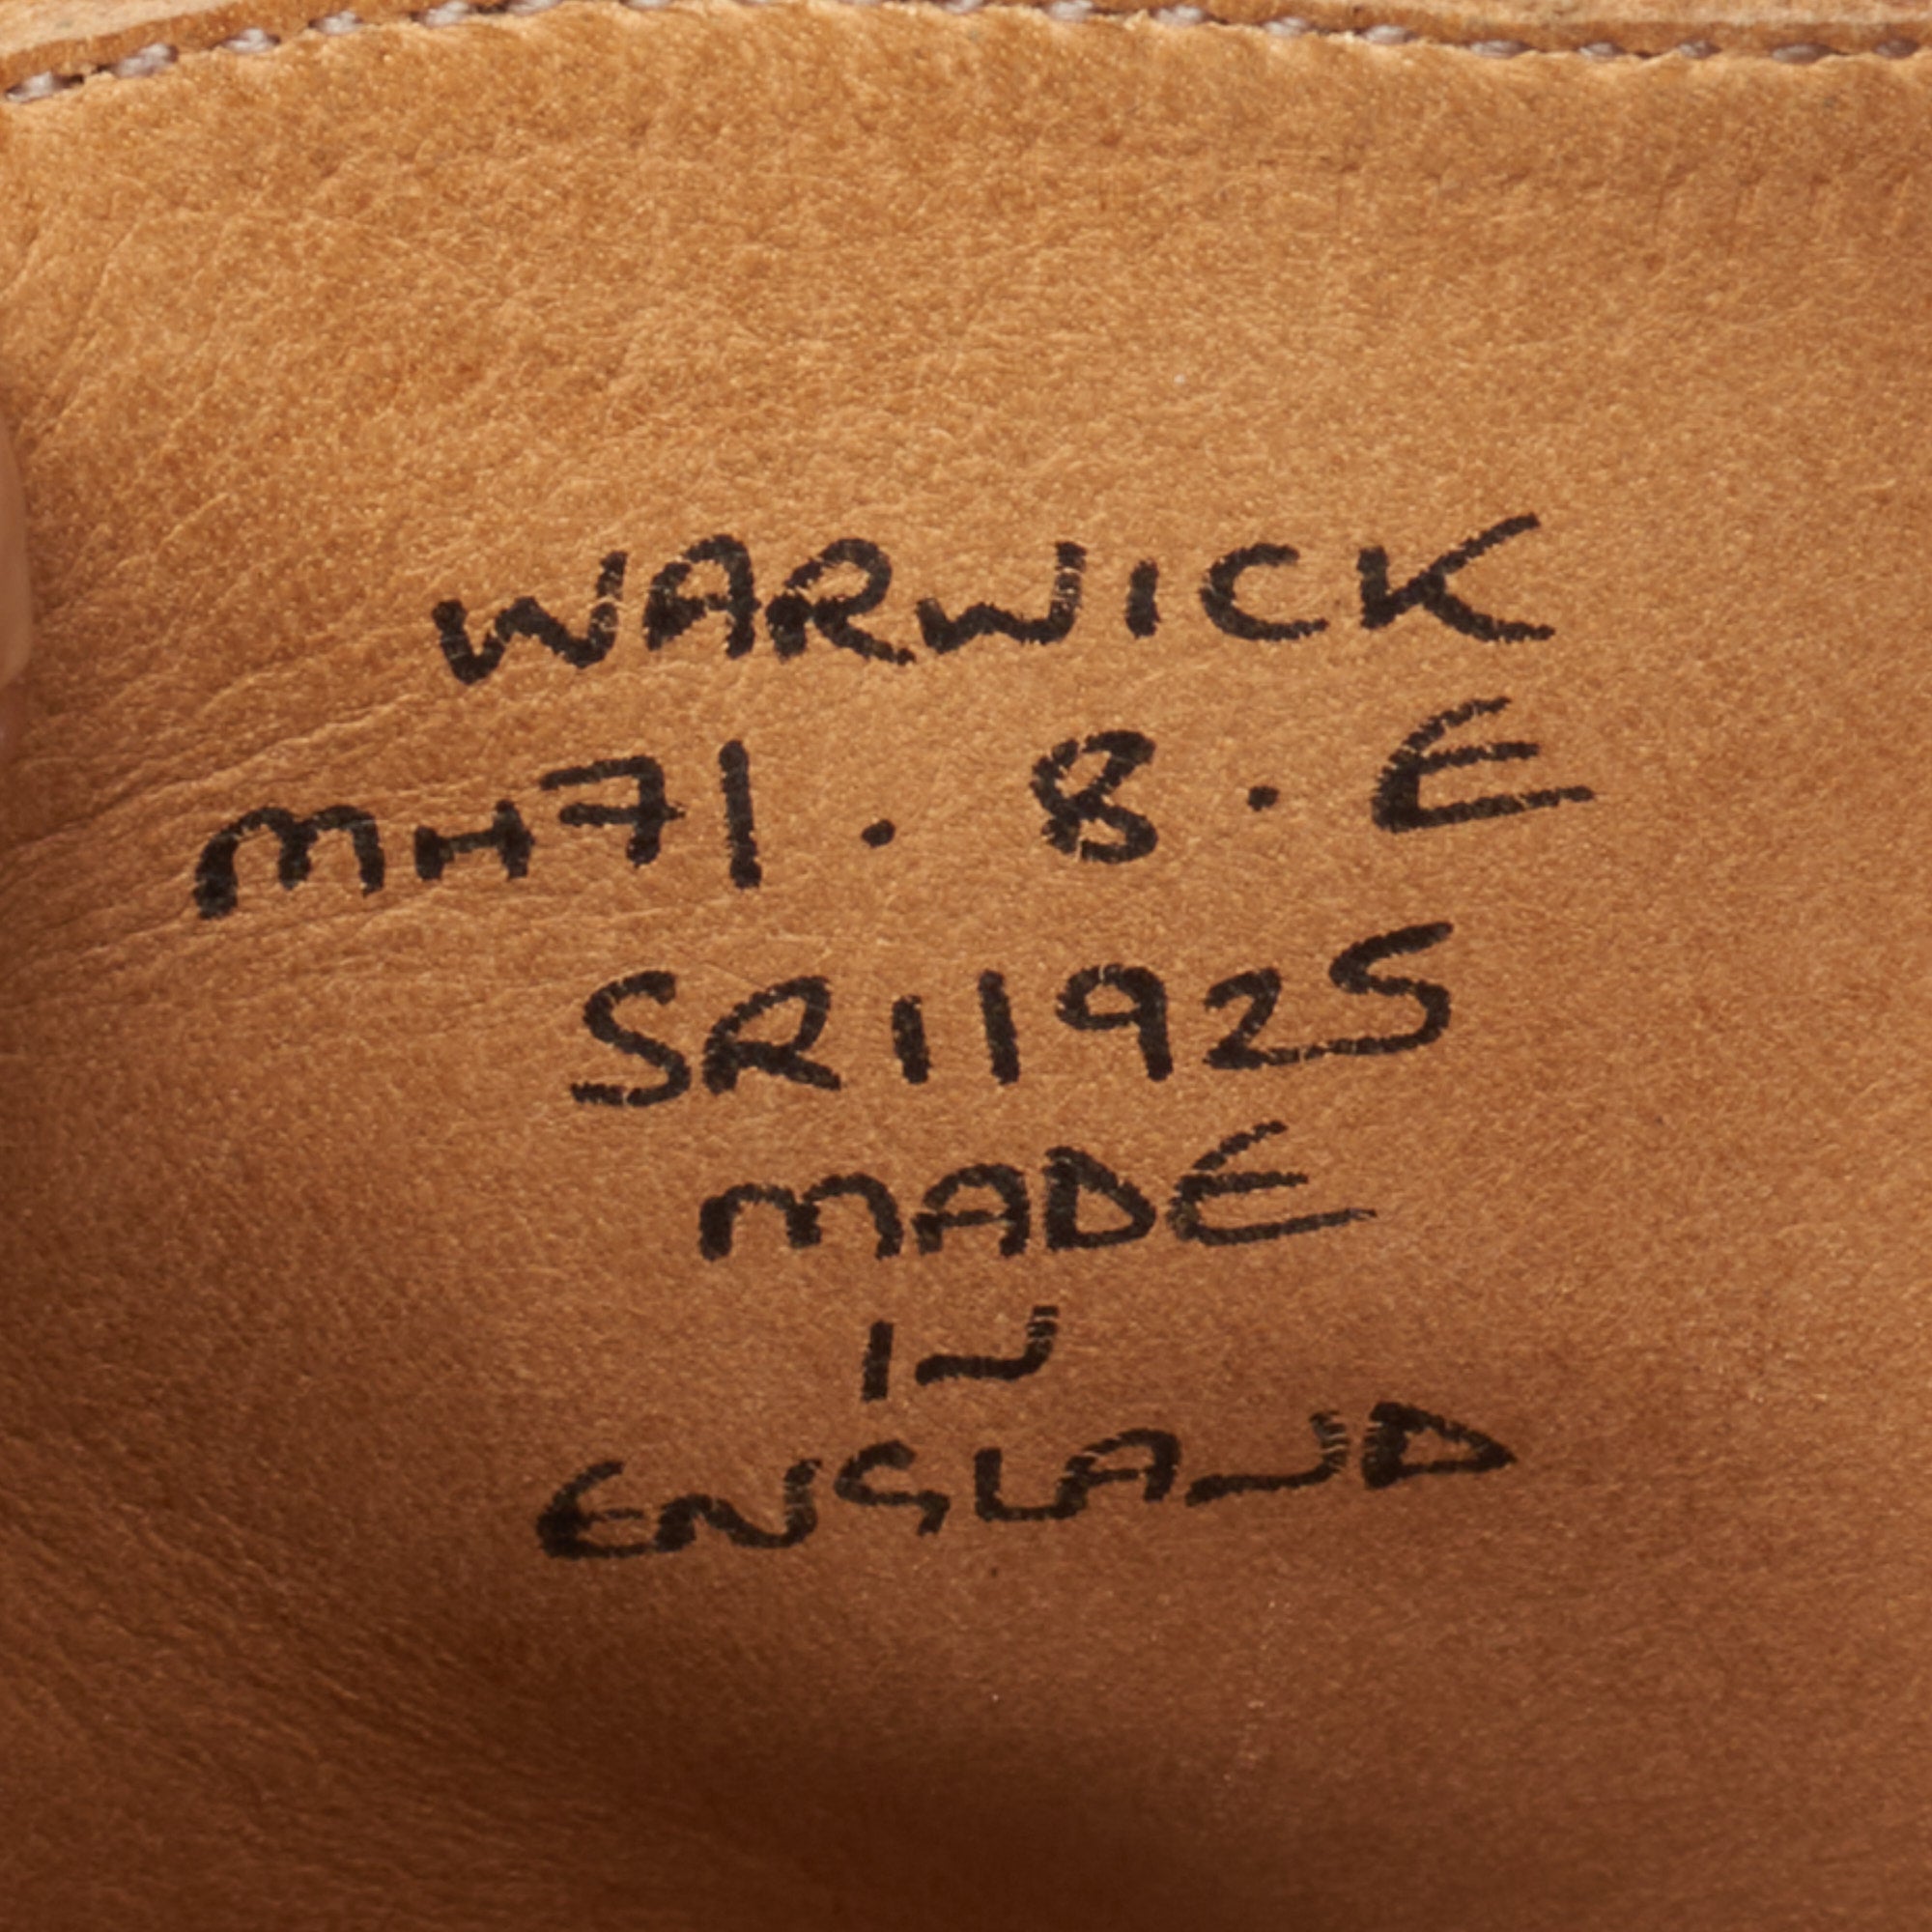 WARWICK
MH71 . 8 . E
SR11925
MADE
IN
ENGLAND